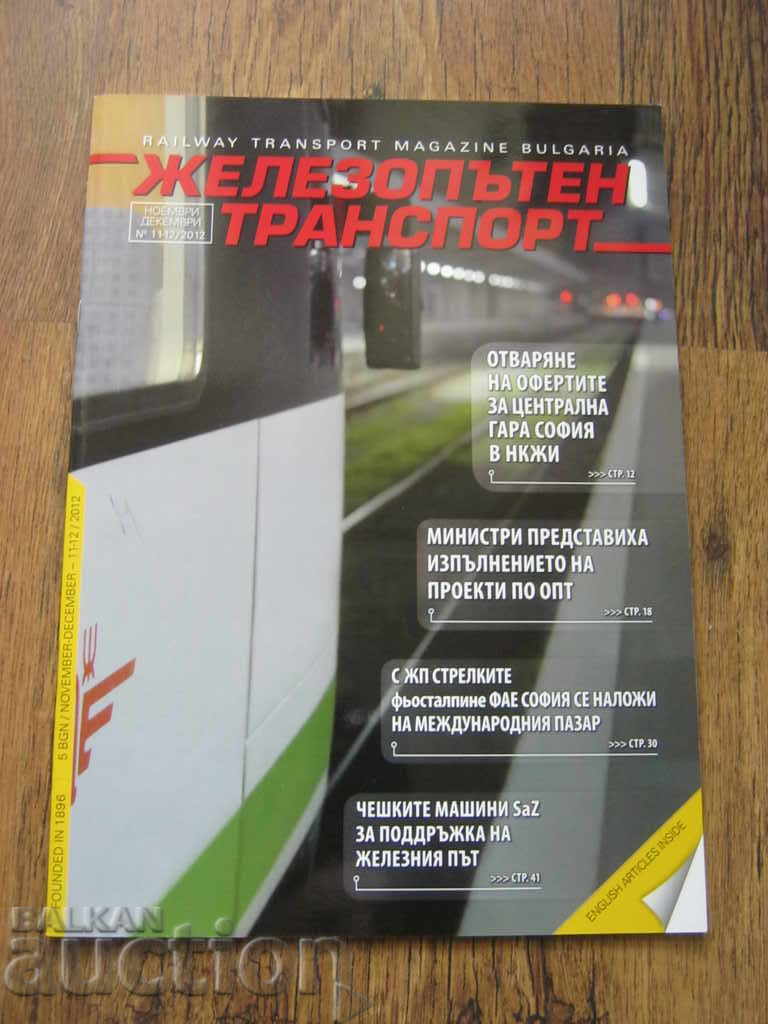 RAILWAY TRANSPORT MAGAZINE BULGARIA
ЖЕЛЕЗОПЪТЕН
ТРАНСПОРТ
НОЕМВРИ
ДЕКЕМВРИ
№ 11-12/2012
ОТВАРЯНЕ
НА ОФЕРТИТЕ
ЗА ЦЕНТРАЛНА
ГАРА СОФИЯ
В НКЖИ
>>> СТР. 12
МИНИСТРИ ПРЕДСТАВИХА
ИЗПЪЛНЕНИЕТО НА
ПРОЕКТИ ПО ОПТ
>>> СТР. 18
С ЖП СТРЕЛКИТЕ
фьосталпине ФАЕ СОФИЯ СЕ НАЛОЖИ
НА МЕЖДУНАРОДНИЯ ПАЗАР
>>> СТР. 30
ЧЕШКИТЕ МАШИНИ SaZ
ЗА ПОДДРЪЖКА НА
ЖЕЛЕЗНИЯ ПЪТ
>>> СТР. 41
FOUNDED IN 1896
5 BGN / NOVEMBER-DECEMBER – 11-12 / 2012
ENGLISH ARTICLES INSIDE
BALKAN
auction